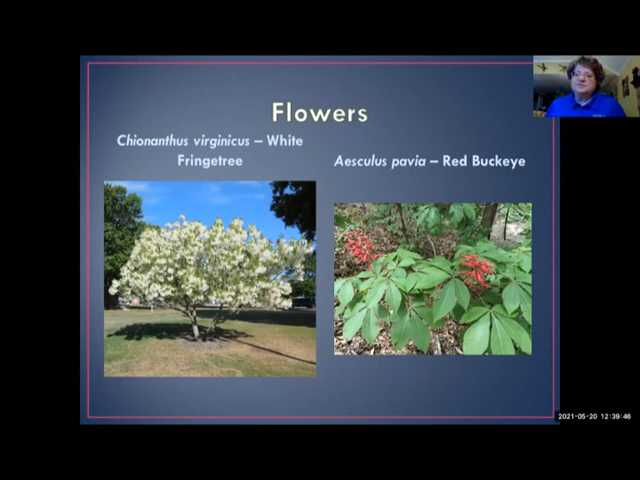 Flowers
Chionanthus virginicus – White
Fringetree
Aesculus pavia – Red Buckeye
2021-05-20 12:39:46